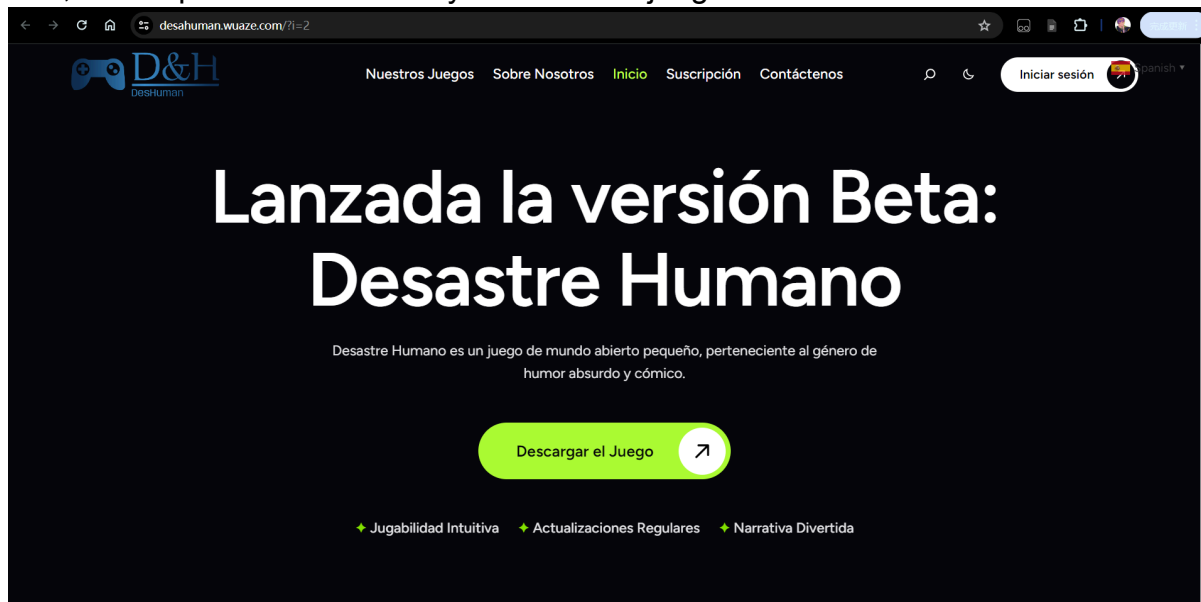 desahuman.wuaze.com/?i=2
D&H
DesHuman
Nuestros Juegos Sobre Nosotros Inicio Suscripción Contáctenos
Iniciar sesión
Spanish
Lanzada la versión Beta:
Desastre Humano
Desastre Humano es un juego de mundo abierto pequeño, perteneciente al género de
humor absurdo y cómico.
Descargar el Juego
Jugabilidad Intuitiva Actualizaciones Regulares Narrativa Divertida